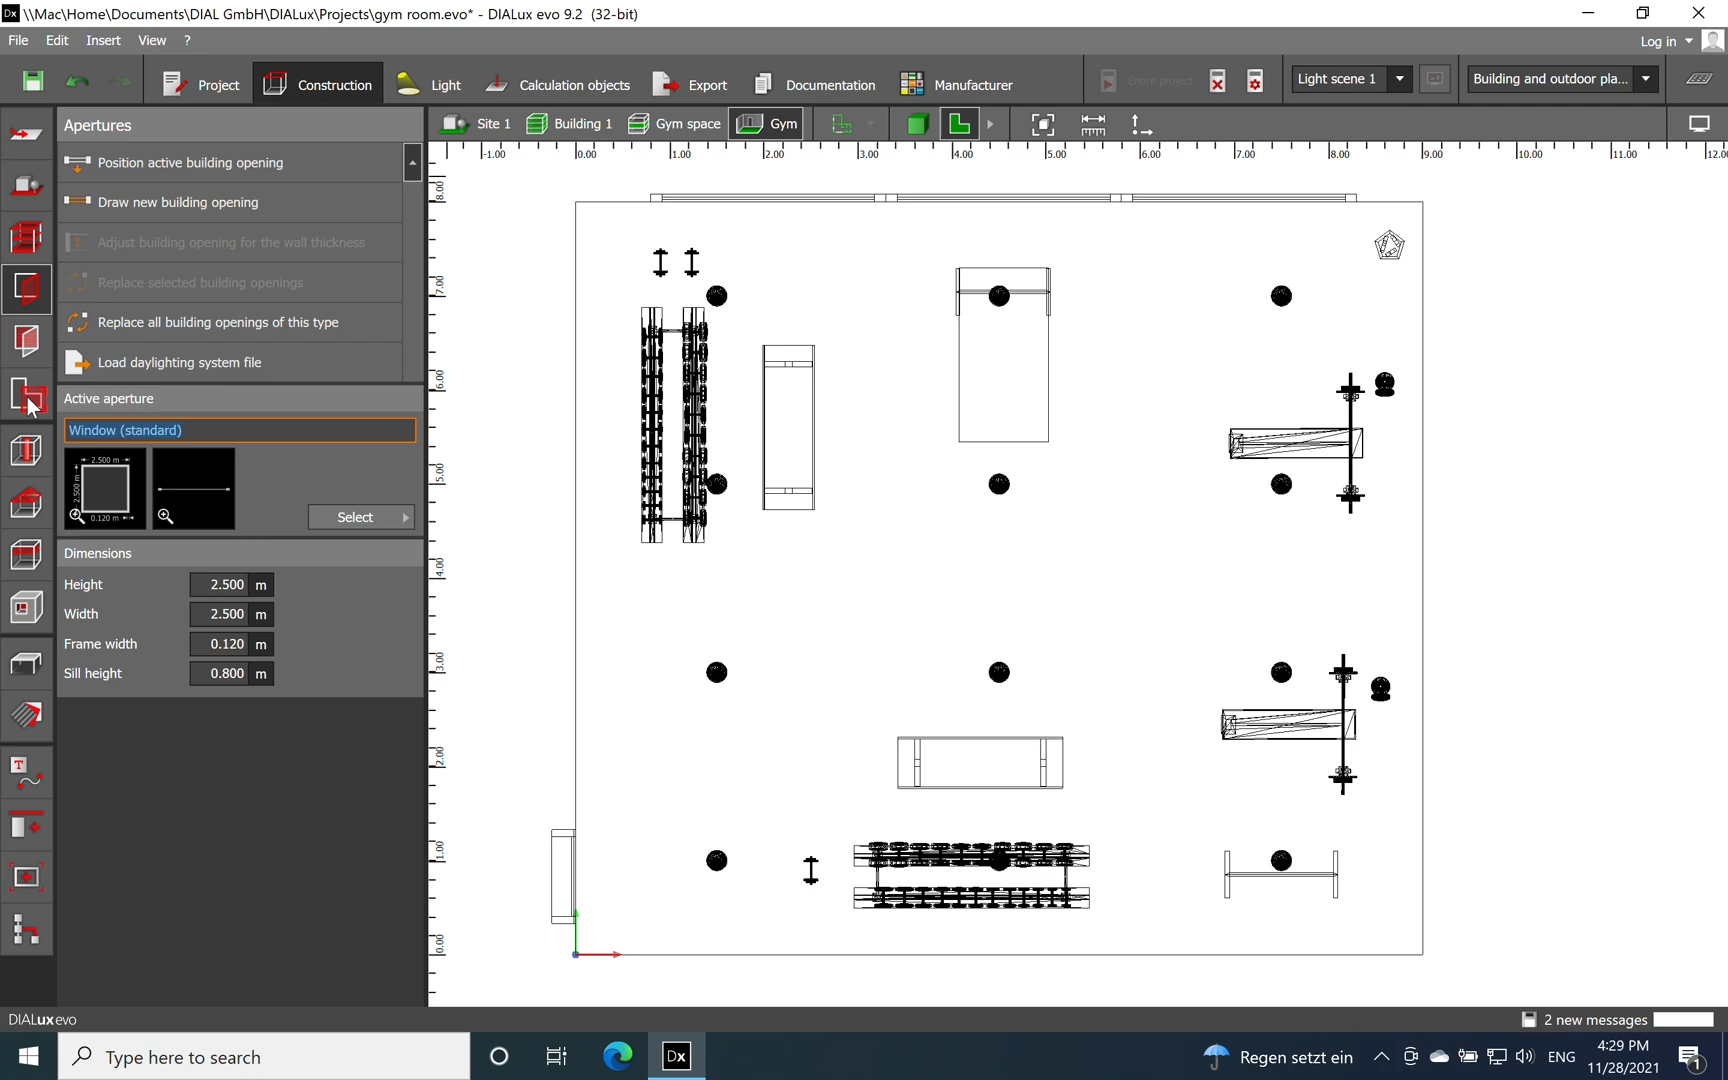 Dx \\Mac\Home\Documents\DIAL GmbH\DIALux\Projects\gym room.evo* - DIALux evo 9.2 (32-bit)
File Edit Insert View ? Log in
Project Construction Light Calculation objects Export Documentation Manufacturer Entire project Light scene 1 Building and outdoor pla...
Apertures
Site 1 Building 1 Gym space Gym
-1.00 0.00 1.00 2.00 3.00 4.00 5.00 6.00 7.00 8.00 9.00 10.00 11.00 12.0
Position active building opening
Draw new building opening
Adjust building opening for the wall thickness
Replace selected building openings
Replace all building openings of this type
Load daylighting system file
Active aperture
Window (standard)
2.500 m
2.500 m
0.120 m
Select
Dimensions
Height 2.500 m
Width 2.500 m
Frame width 0.120 m
Sill height 0.800 m
8.00
7.00
6.00
5.00
4.00
3.00
2.00
1.00
0.00
T
DIALux evo
2 new messages
Type here to search
Dx
Regen setzt ein
ENG
4:29 PM
11/28/2021
1